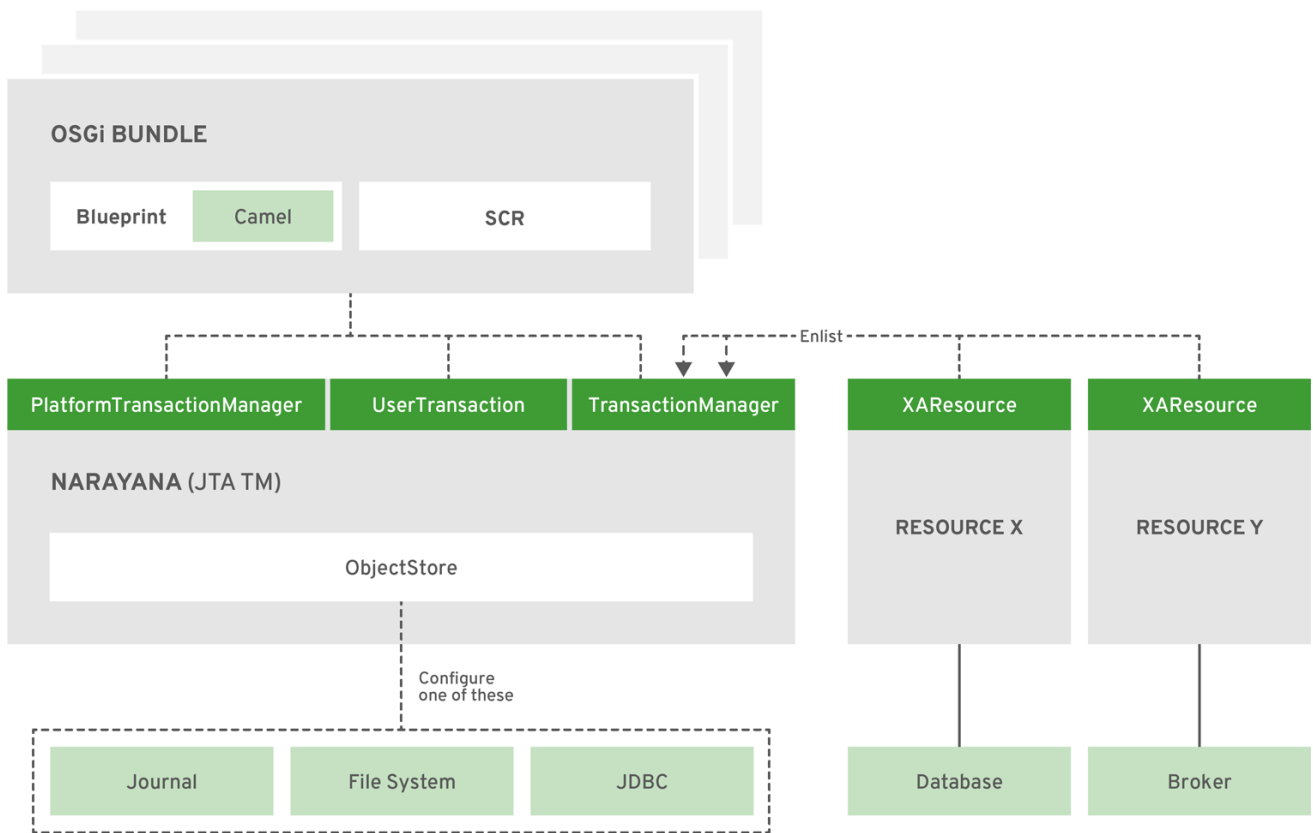 OSGi BUNDLE
Blueprint
Camel
SCR
Enlist
PlatformTransactionManager
UserTransaction
TransactionManager
XAResource
XAResource
NARAYANA (JTA TM)
ObjectStore
RESOURCE X
RESOURCE Y
Configure
one of these
Journal
File System
JDBC
Database
Broker